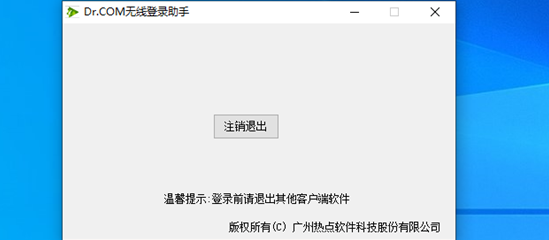 Dr.COM无线登录助手
注销退出
温馨提示:登录前请退出其他客户端软件
版权所有(C) 广州热点软件科技股份有限公司